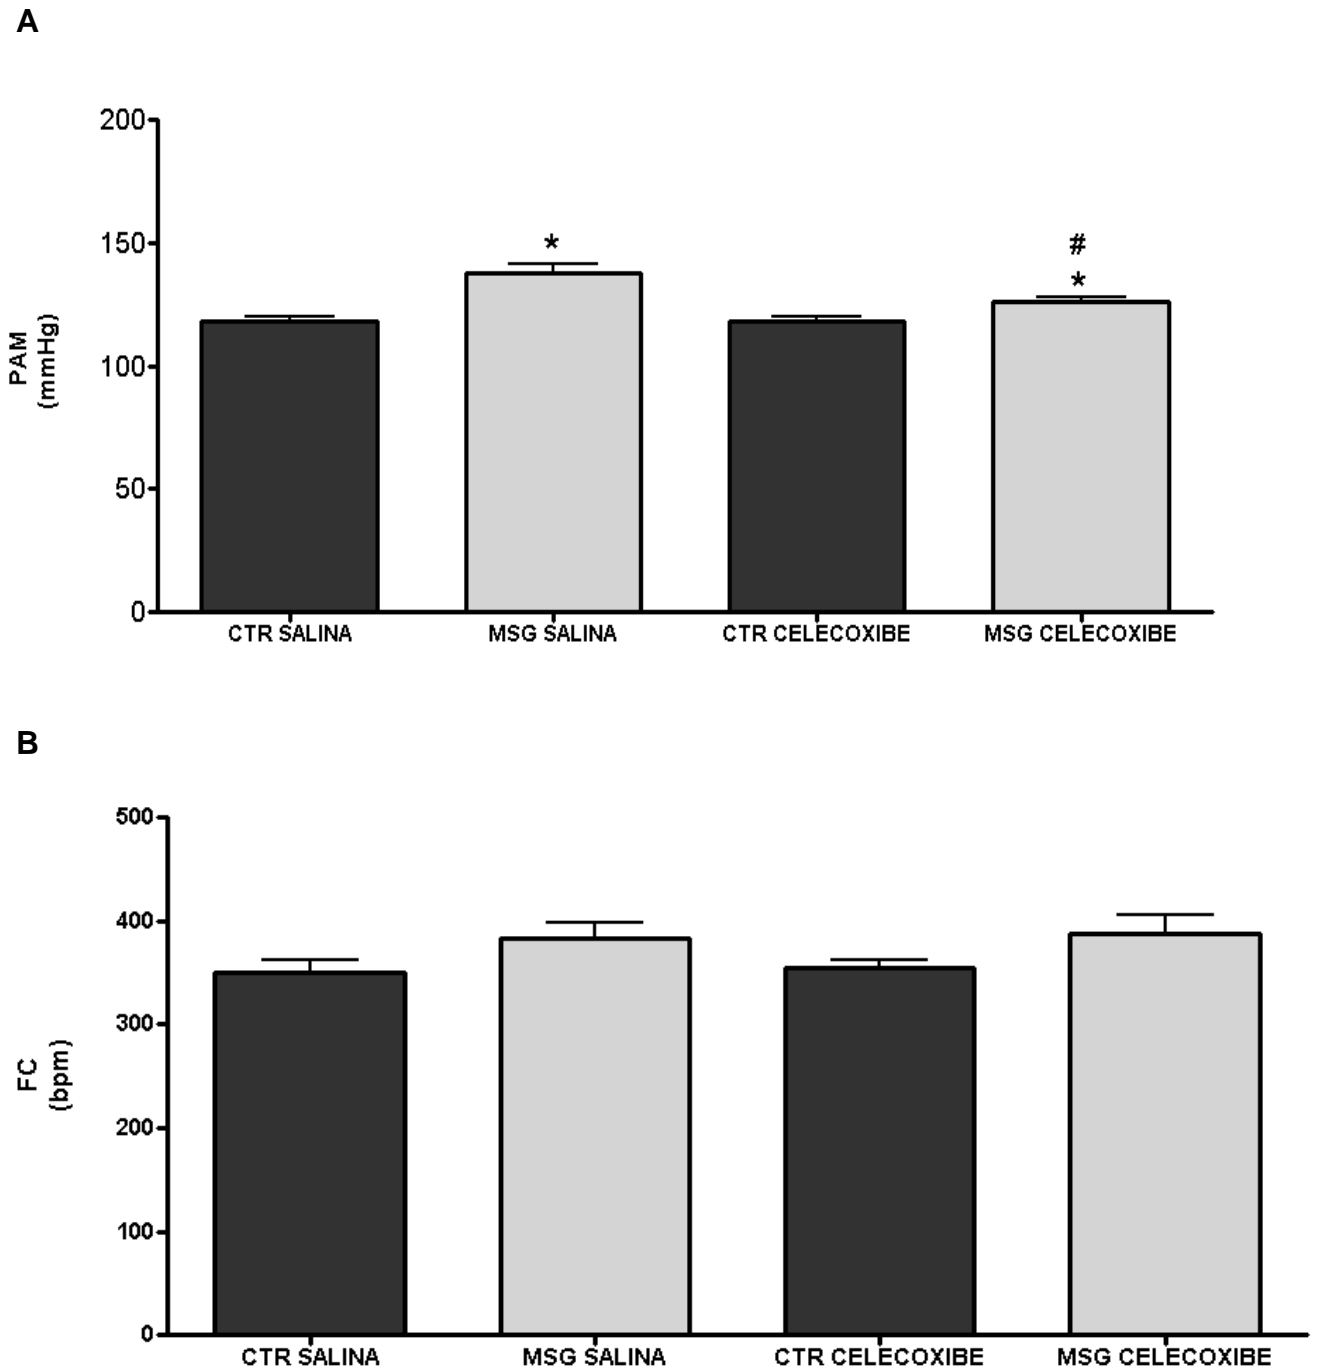 A
200
150
100
50
0
PAM
(mmHg)
*
#
*
CTR SALINA MSG SALINA CTR CELECOXIBE MSG CELECOXIBE
B
500
400
300
200
100
0
FC
(bpm)
CTR SALINA MSG SALINA CTR CELECOXIBE MSG CELECOXIBE